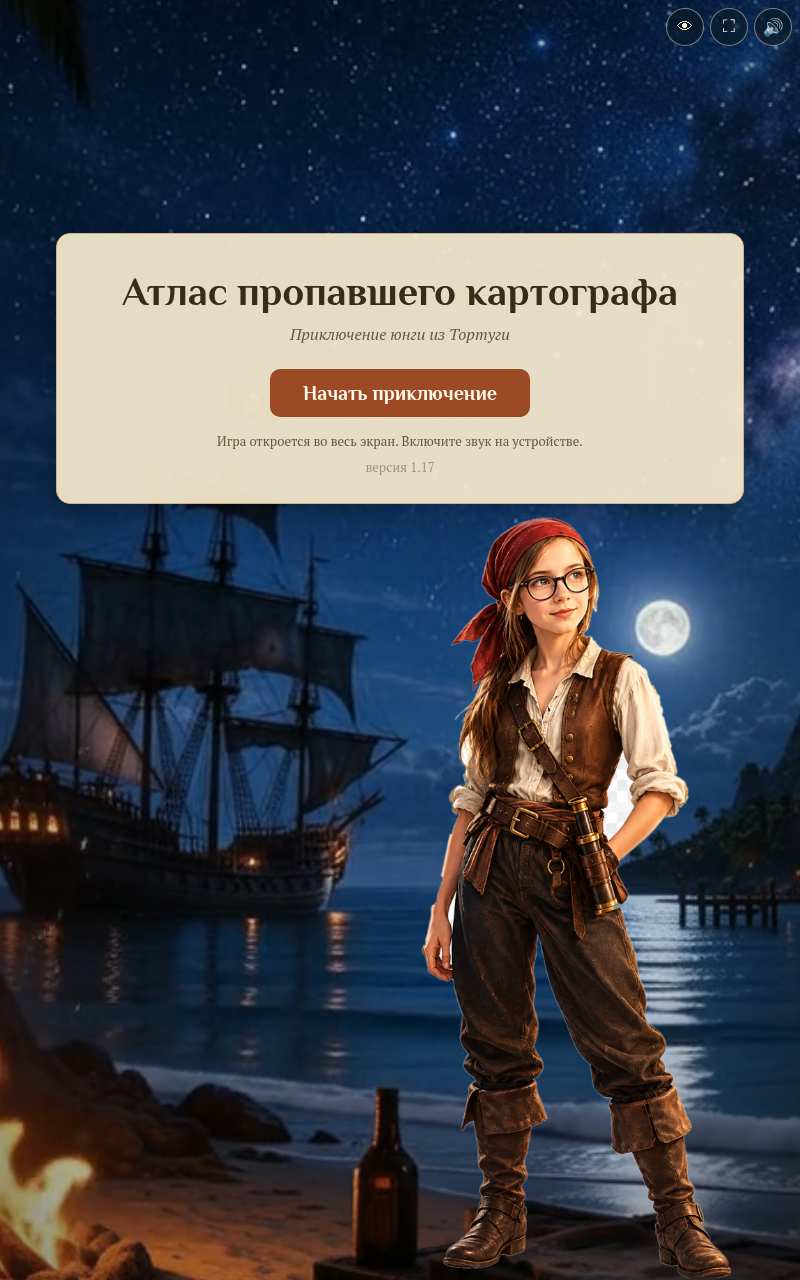 Атлас пропавшего картографа
Приключение юнги из Тортуги
Начать приключение
Игра откроется во весь экран. Включите звук на устройстве.
версия 1.17